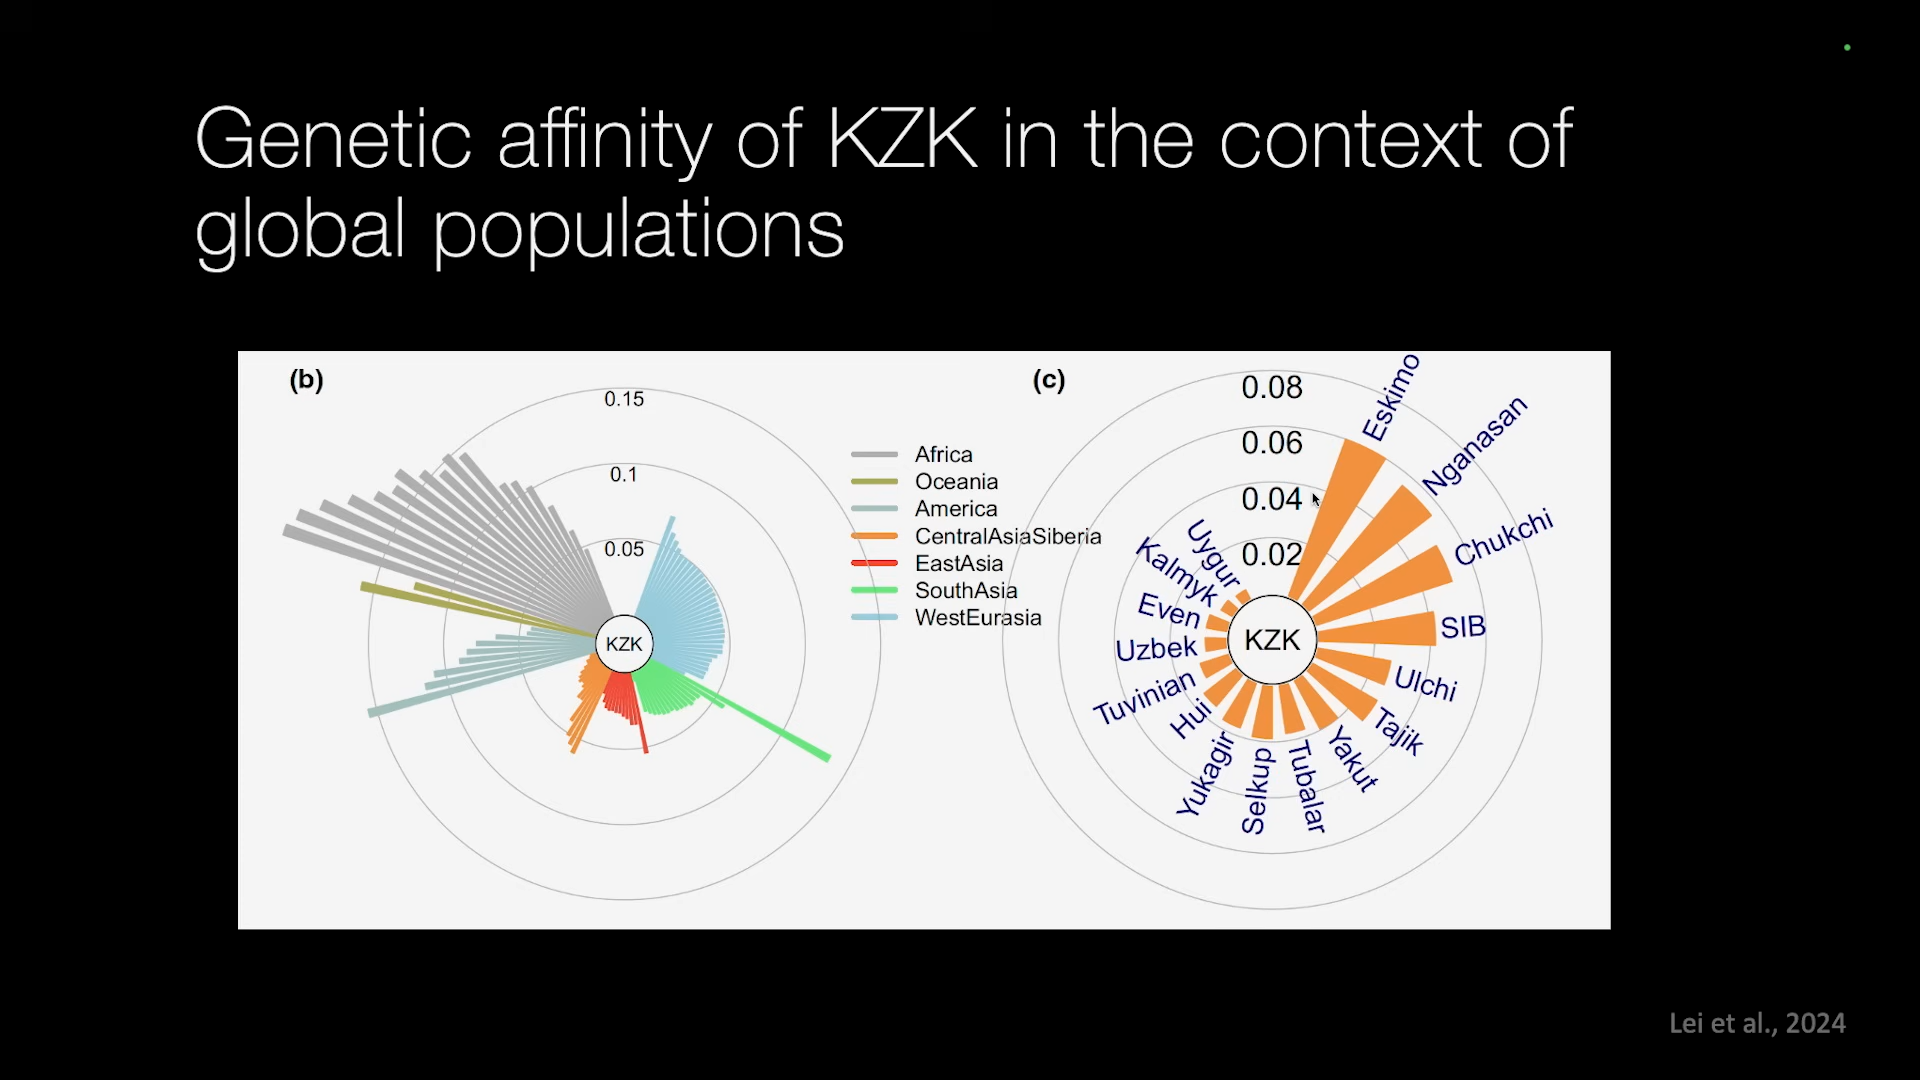 Genetic affinity of KZK in the context of
global populations
(b)
0.15
0.1
0.05
KZK
Africa
Oceania
America
CentralAsiaSiberia
EastAsia
SouthAsia
WestEurasia
(c)
0.08
0.06
0.04
0.02
KZK
Eskimo
Nganasan
Chukchi
SIB
Ulchi
Tajik
Yakut
Tubalar
Selkup
Yukagir
Hui
Tuvinian
Uzbek
Even
Kalmyk
Uygur
Lei et al., 2024